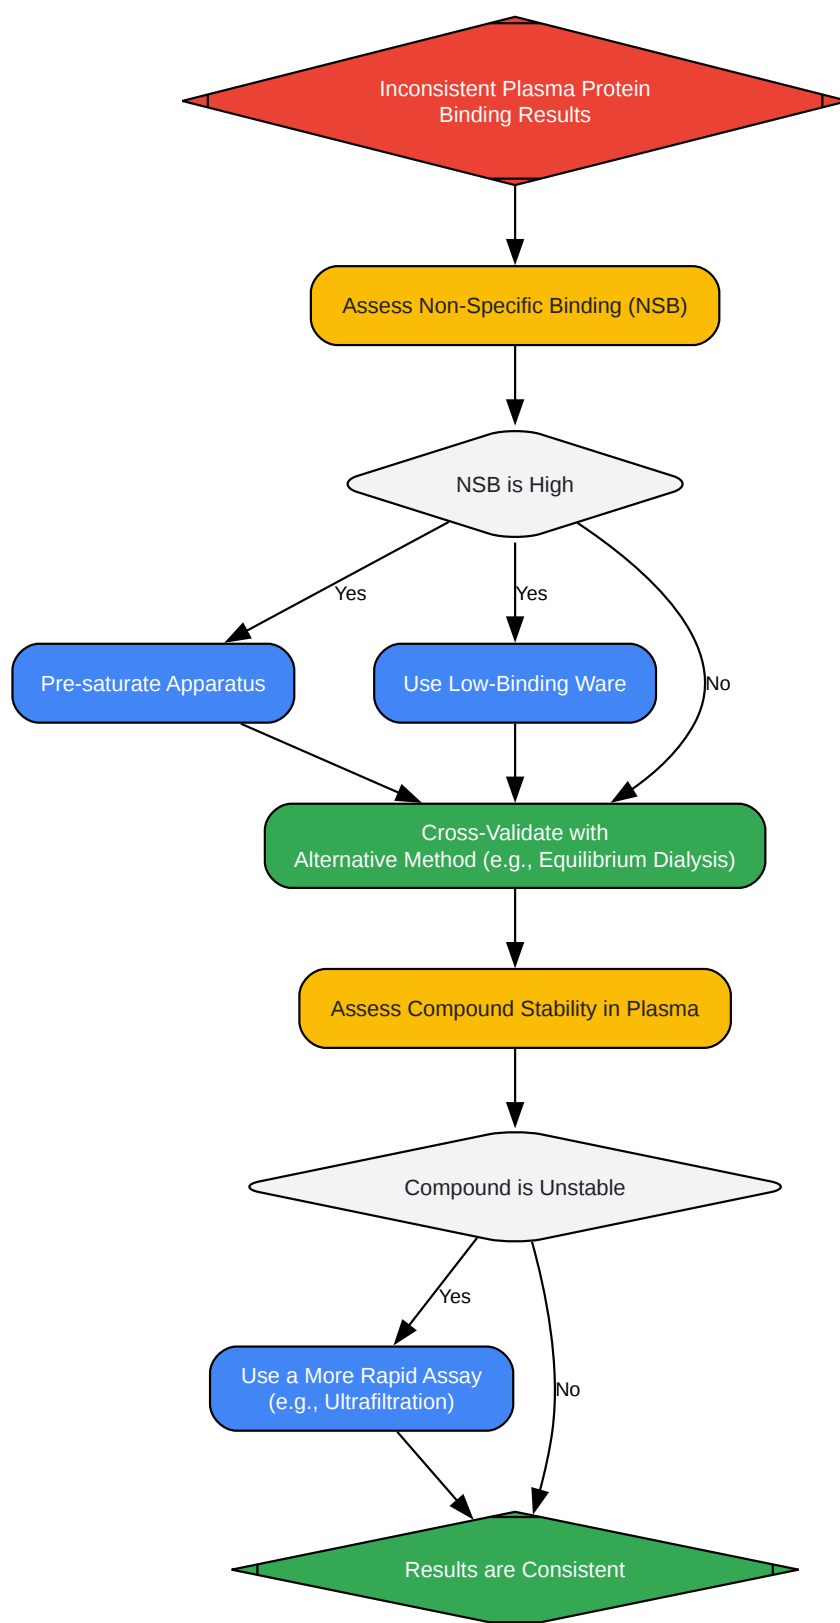 Inconsistent Plasma Protein
Binding Results
Assess Non-Specific Binding (NSB)
NSB is High
Yes
Yes
No
Pre-saturate Apparatus
Use Low-Binding Ware
Cross-Validate with
Alternative Method (e.g., Equilibrium Dialysis)
Assess Compound Stability in Plasma
Compound is Unstable
Yes
No
Use a More Rapid Assay
(e.g., Ultrafiltration)
Results are Consistent